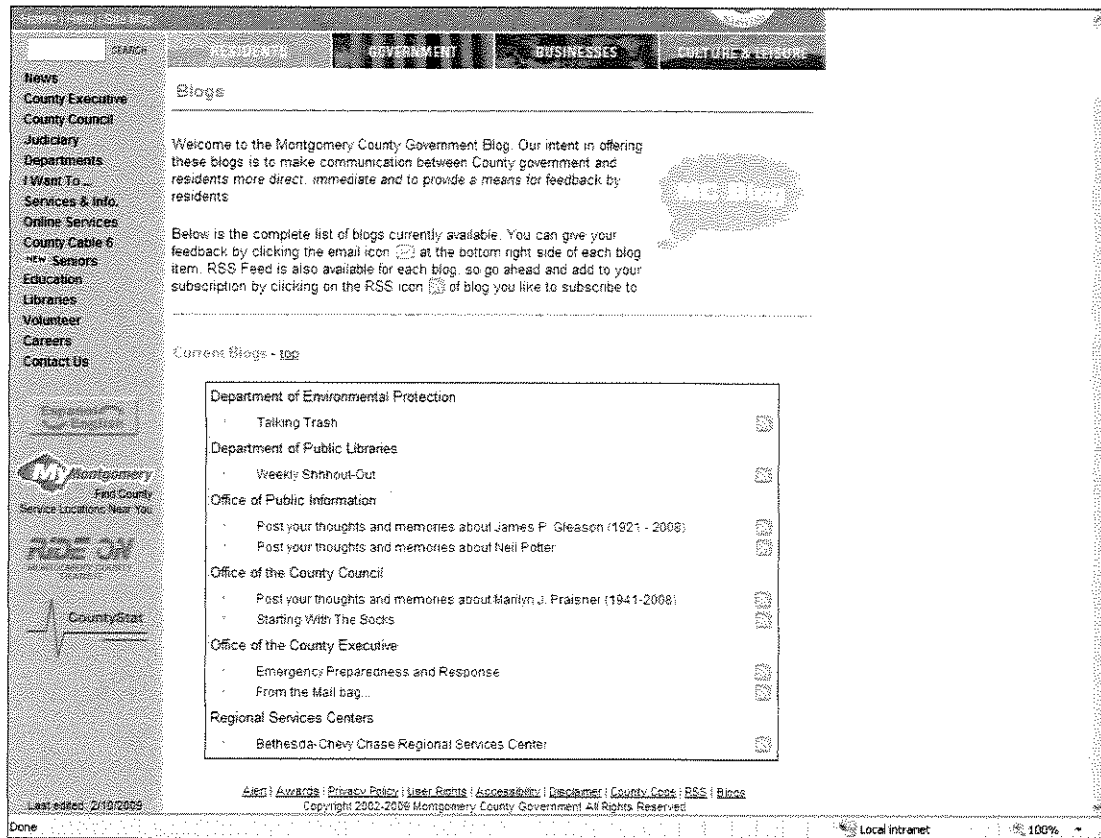 Home | Help | Site Map
SEARCH
RESIDENTS
GOVERNMENT
BUSINESSES
CULTURE & LEISURE
News
County Executive
County Council
Judiciary
Departments
I Want To ...
Services & Info.
Online Services
County Cable 6
NEW Seniors
Education
Libraries
Volunteer
Careers
Contact Us
My Montgomery
Find County
Service Locations Near You
RIDE ON
CountyStat
Last edited: 2/10/2009
Blogs
Welcome to the Montgomery County Government Blog. Our intent in offering
these blogs is to make communication between County government and
residents more direct, immediate and to provide a means for feedback by
residents
MC Blog
Below is the complete list of blogs currently available. You can give your
feedback by clicking the email icon at the bottom right side of each blog
item. RSS Feed is also available for each blog, so go ahead and add to your
subscription by clicking on the RSS icon of blog you like to subscribe to
Current Blogs - top
Department of Environmental Protection
Talking Trash
Department of Public Libraries
Weekly Shhhout-Out
Office of Public Information
Post your thoughts and memories about James P. Gleason (1921 - 2008)
Post your thoughts and memories about Neil Potter
Office of the County Council
Post your thoughts and memories about Marilyn J. Praisner (1941-2008)
Starting With The Socks
Office of the County Executive
Emergency Preparedness and Response
From the Mail bag...
Regional Services Centers
Bethesda-Chevy Chase Regional Services Center
Alert | Awards | Privacy Policy | User Rights | Accessibility | Disclaimer | County Code | RSS | Blogs
Copyright 2002-2009 Montgomery County Government All Rights Reserved
Done
Local intranet
100%